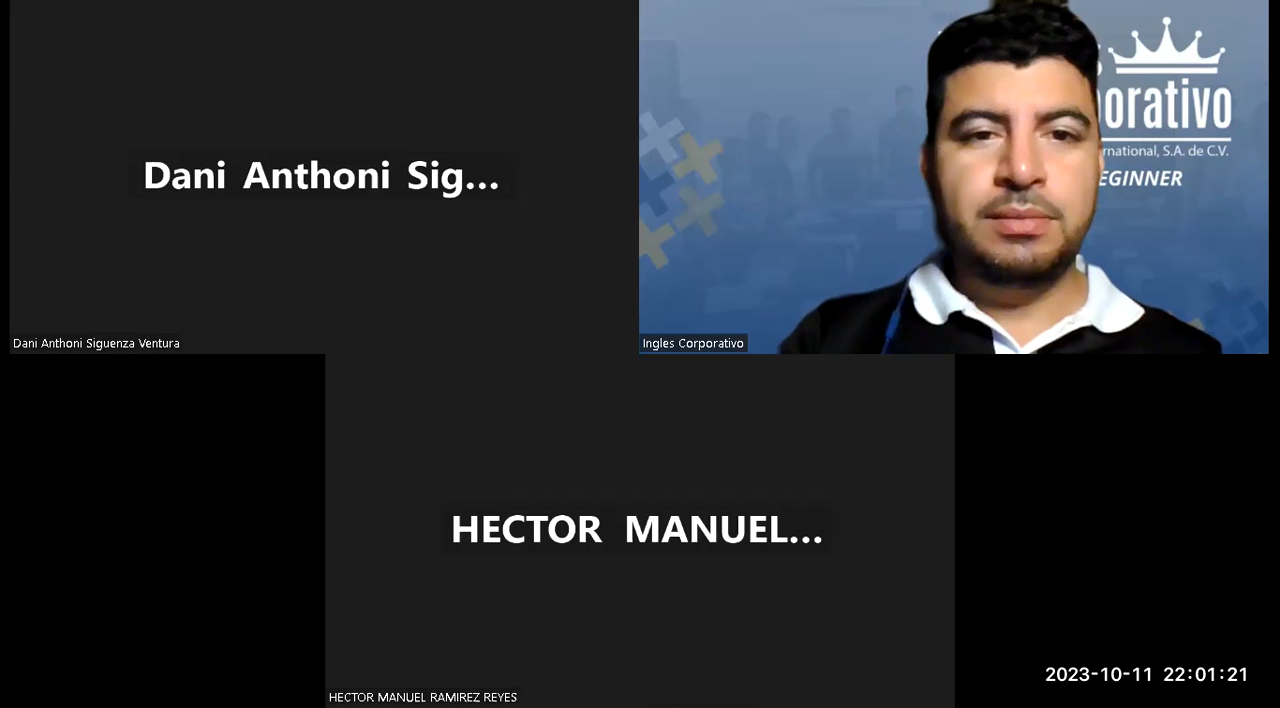 Dani Anthoni Sig...
Dani Anthoni Siguenza Ventura
orativo
rnational, S.A. de C.V.
EGINNER
Ingles Corporativo
HECTOR MANUEL...
HECTOR MANUEL RAMIREZ REYES
2023-10-11 22:01:21